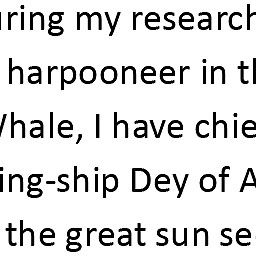 uring my research
harpooneer in th
Whale, I have chie
ing-ship Dey of A
the great sun se